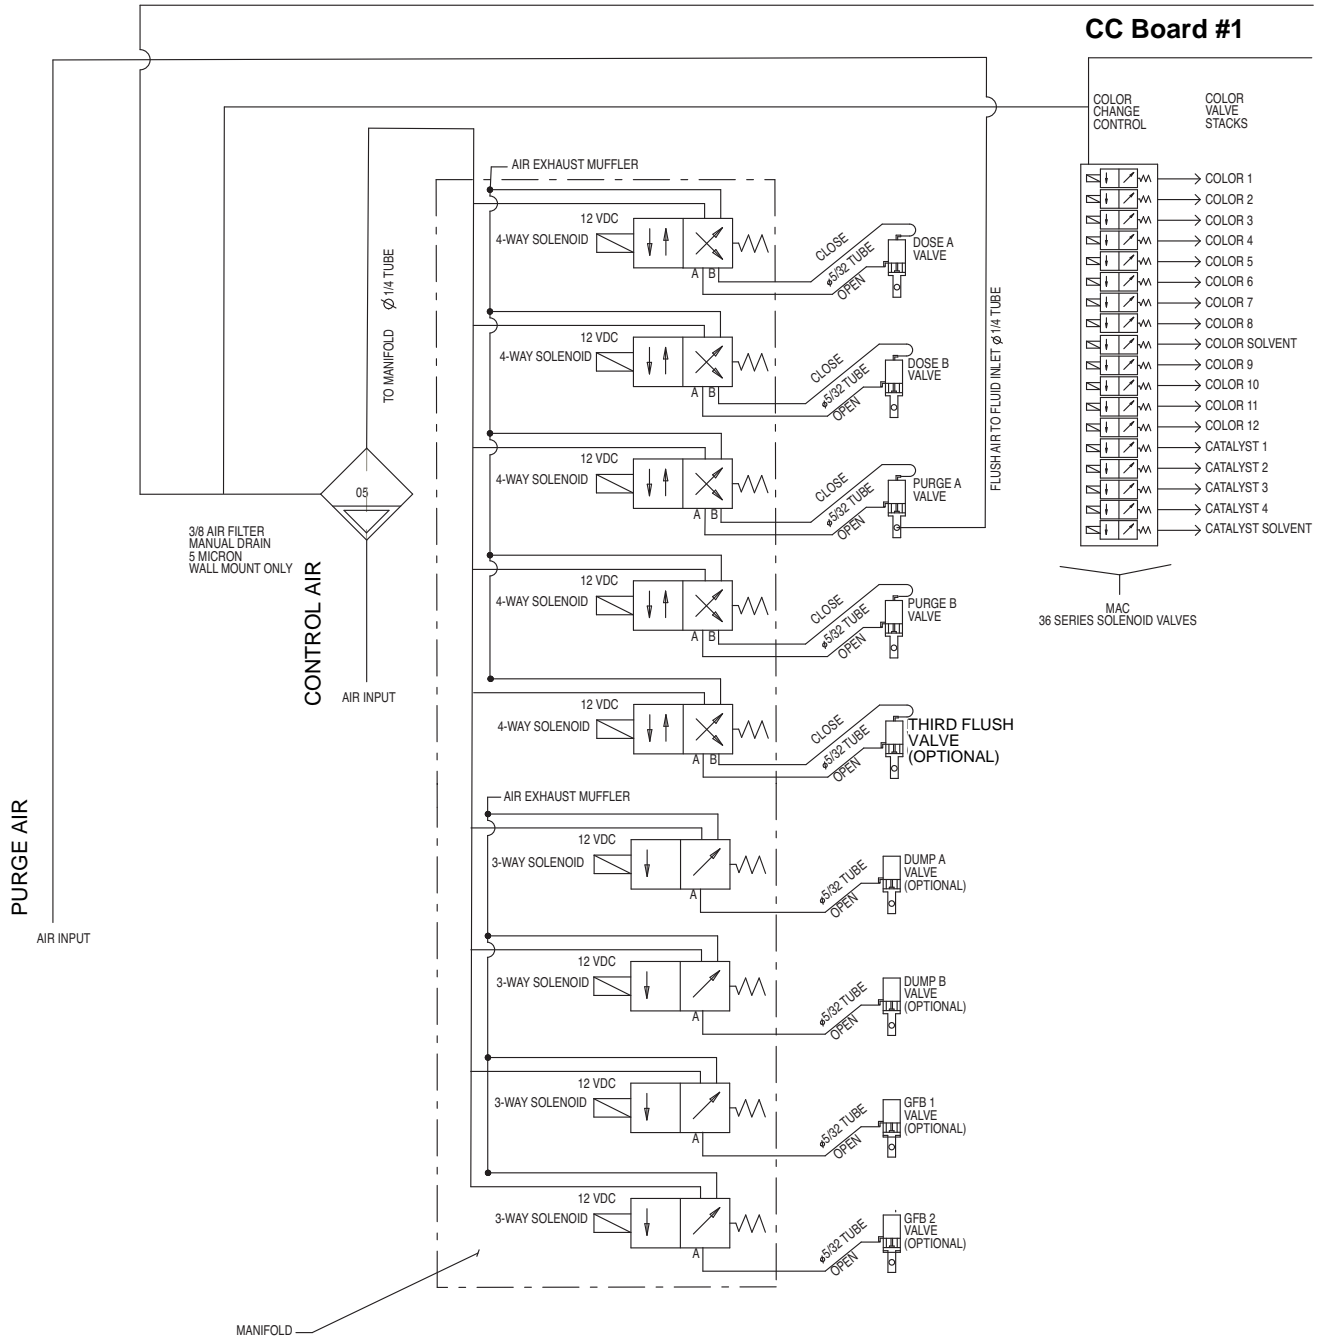 CC Board #1
COLOR
CHANGE
CONTROL
COLOR
VALVE
STACKS
COLOR 1
COLOR 2
COLOR 3
COLOR 4
COLOR 5
COLOR 6
COLOR 7
COLOR 8
COLOR SOLVENT
COLOR 9
COLOR 10
COLOR 11
COLOR 12
CATALYST 1
CATALYST 2
CATALYST 3
CATALYST 4
CATALYST SOLVENT
MAC
36 SERIES SOLENOID VALVES
FLUSH AIR TO FLUID INLET Ø 1/4 TUBE
TO MANIFOLD Ø 1/4 TUBE
05
3/8 AIR FILTER
MANUAL DRAIN
5 MICRON
WALL MOUNT ONLY
CONTROL AIR
AIR INPUT
PURGE AIR
AIR INPUT
AIR EXHAUST MUFFLER
12 VDC
4-WAY SOLENOID
A B
CLOSE
ø5/32 TUBE
OPEN
DOSE A
VALVE
12 VDC
4-WAY SOLENOID
A B
CLOSE
ø5/32 TUBE
OPEN
DOSE B
VALVE
12 VDC
4-WAY SOLENOID
A B
CLOSE
ø5/32 TUBE
OPEN
PURGE A
VALVE
12 VDC
4-WAY SOLENOID
A B
CLOSE
ø5/32 TUBE
OPEN
PURGE B
VALVE
12 VDC
4-WAY SOLENOID
A B
CLOSE
ø5/32 TUBE
OPEN
THIRD FLUSH
VALVE
(OPTIONAL)
AIR EXHAUST MUFFLER
12 VDC
3-WAY SOLENOID
A
ø5/32 TUBE
OPEN
DUMP A
VALVE
(OPTIONAL)
12 VDC
3-WAY SOLENOID
A
ø5/32 TUBE
OPEN
DUMP B
VALVE
(OPTIONAL)
12 VDC
3-WAY SOLENOID
A
ø5/32 TUBE
OPEN
GFB 1
VALVE
(OPTIONAL)
12 VDC
3-WAY SOLENOID
A
ø5/32 TUBE
OPEN
GFB 2
VALVE
(OPTIONAL)
MANIFOLD